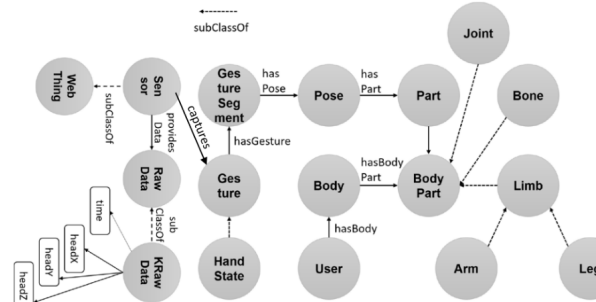 subClassOf
Joint
Web
Thing
subClassOf
Sen
sor
captures
Ges
ture Seg
ment
has
Pose
Pose
has
Part
Part
Bone
provides
Data
hasGesture
Raw
Data
Ges
ture
Body
hasBody
Part
Body
Part
Limb
time
sub
ClassOf
hasBody
headX
headY
headZ
KRaw
Data
Hand
State
User
Arm
Leg